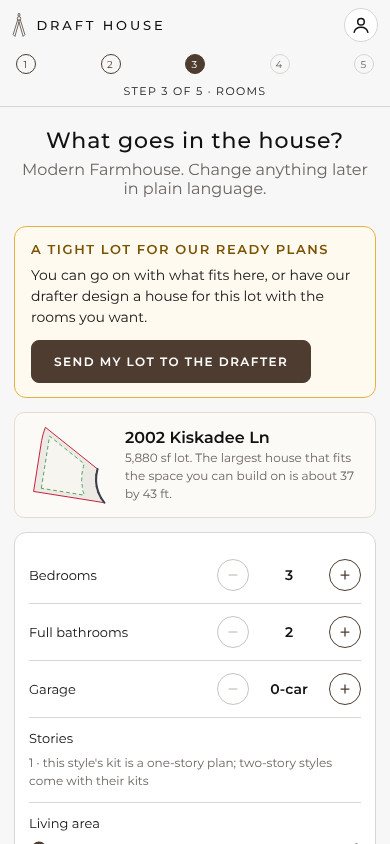 DRAFT HOUSE
1 2 3 4 5
STEP 3 OF 5 · ROOMS
What goes in the house?
Modern Farmhouse. Change anything later
in plain language.
A TIGHT LOT FOR OUR READY PLANS
You can go on with what fits here, or have our
drafter design a house for this lot with the
rooms you want.
SEND MY LOT TO THE DRAFTER
2002 Kiskadee Ln
5,880 sf lot. The largest house that fits
the space you can build on is about 37
by 43 ft.
Bedrooms − 3 +
Full bathrooms − 2 +
Garage − 0-car +
Stories
1 · this style's kit is a one-story plan; two-story styles
come with their kits
Living area